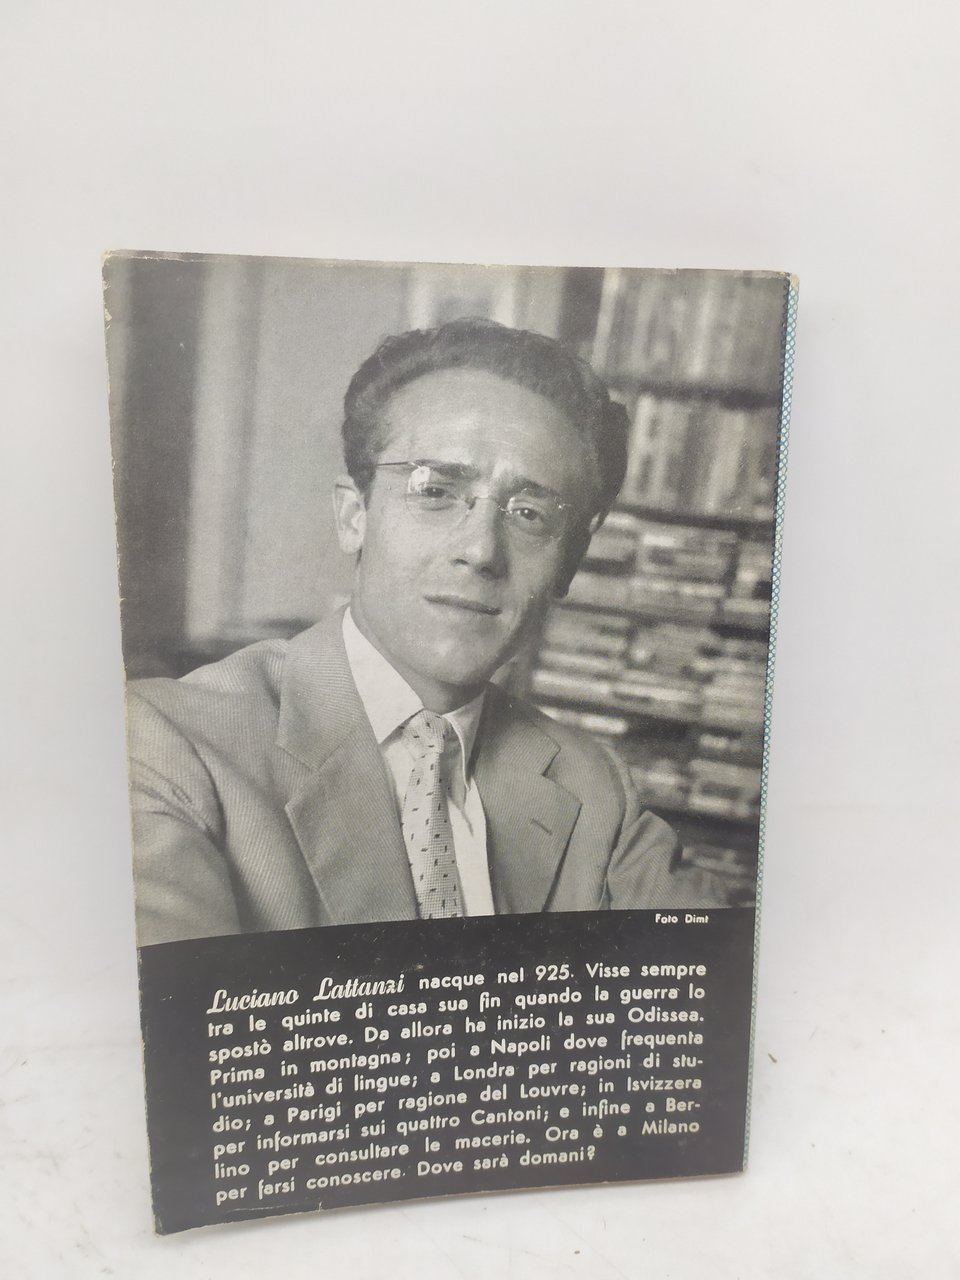 Foto Dimt
Luciano Lattanzi nacque nel 925. Visse sempre
tra le quinte di casa sua fin quando la guerra lo
spostò altrove. Da allora ha inizio la sua Odissea.
Prima in montagna; poi a Napoli dove frequenta
l'università di lingue; a Londra per ragioni di stu-
dio; a Parigi per ragione del Louvre; in Isvizzera
per informarsi sui quattro Cantoni; e infine a Ber-
lino per consultare le macerie. Ora è a Milano
per farsi conoscere. Dove sarà domani?